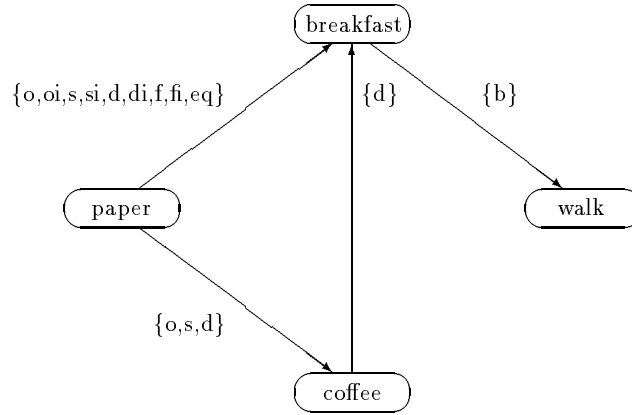 breakfast
{o,oi,s,si,d,di,f,fi,eq}
{d}
{b}
paper
walk
{o,s,d}
coffee